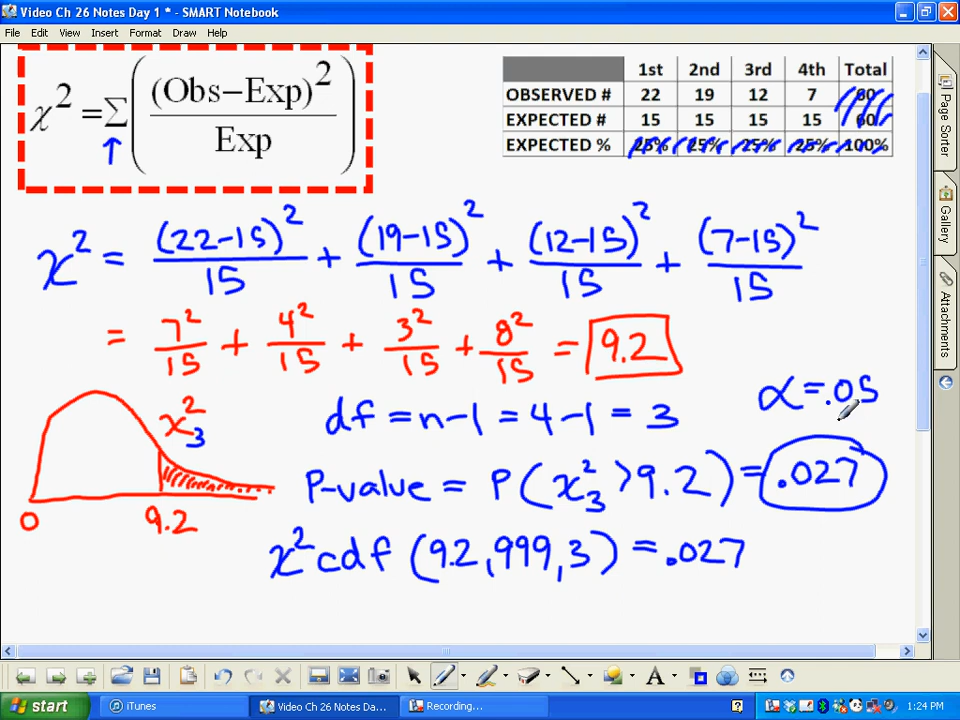 Video Ch 26 Notes Day 1 * - SMART Notebook
File Edit View Insert Format Draw Help
χ² = Σ ( (Obs−Exp)² / Exp )
1st 2nd 3rd 4th Total
OBSERVED # 22 19 12 7 60
EXPECTED # 15 15 15 15 60
EXPECTED % 25% 25% 25% 25% 100%
χ² = (22-15)²/15 + (19-15)²/15 + (12-15)²/15 + (7-15)²/15
= 7²/15 + 4²/15 + 3²/15 + 8²/15 = 9.2
χ²₃
0 9.2
df = n-1 = 4-1 = 3
α = .05
P-value = P(χ²₃ > 9.2) = .027
χ²cdf (9.2, 999, 3) = .027
Page Sorter
Gallery
Attachments
start
iTunes
Video Ch 26 Notes Da...
Recording...
1:24 PM